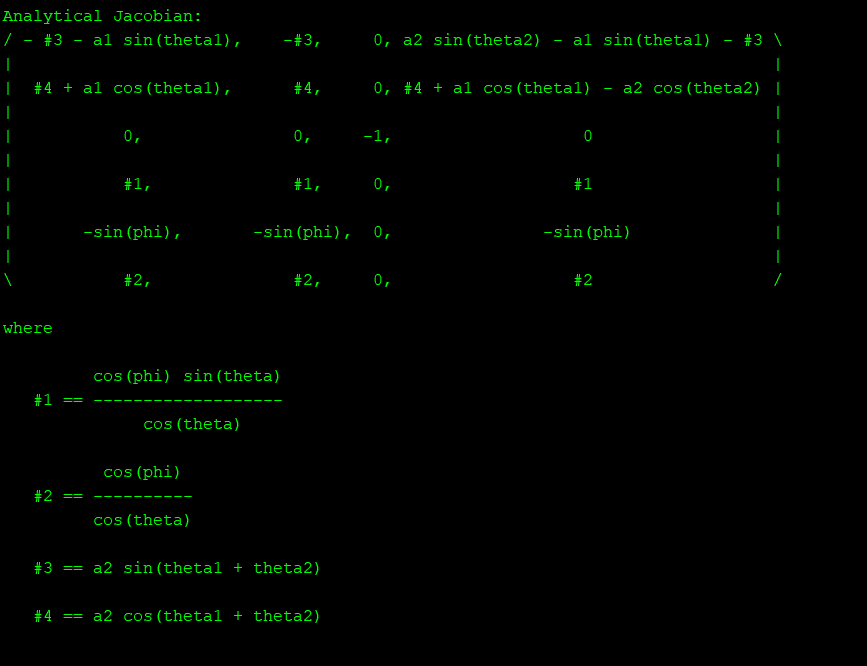 Analytical Jacobian:
/ - #3 - a1 sin(theta1),    -#3,     0, a2 sin(theta2) - a1 sin(theta1) - #3 \
|                                                                            |
|  #4 + a1 cos(theta1),      #4,     0, #4 + a1 cos(theta1) - a2 cos(theta2) |
|                                                                            |
|           0,               0,     -1,                   0                  |
|                                                                            |
|           #1,              #1,     0,                  #1                  |
|                                                                            |
|       -sin(phi),       -sin(phi),  0,               -sin(phi)              |
|                                                                            |
\           #2,              #2,     0,                  #2                  /
where
         cos(phi) sin(theta)
   #1 == -------------------
              cos(theta)
          cos(phi)
   #2 == ----------
         cos(theta)
   #3 == a2 sin(theta1 + theta2)
   #4 == a2 cos(theta1 + theta2)